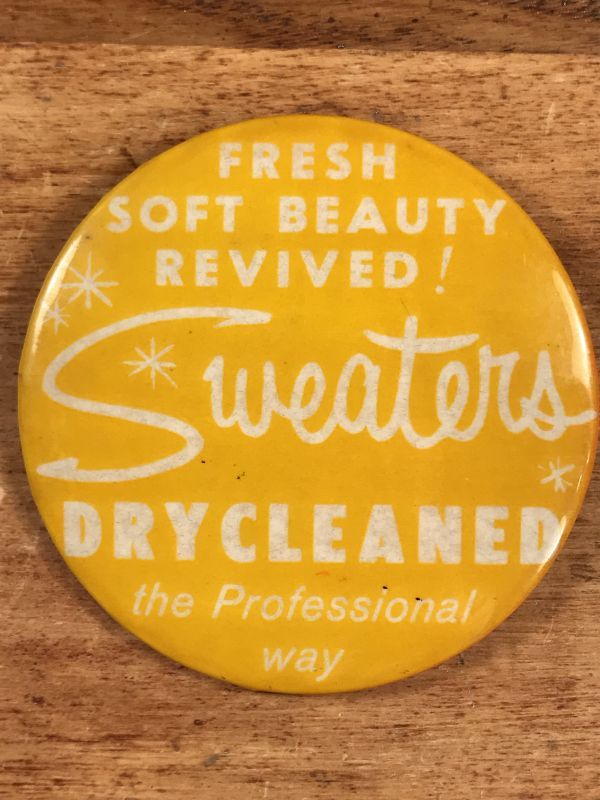 FRESH
SOFT BEAUTY
REVIVED!
Sweaters
DRYCLEANED
the Professional
way